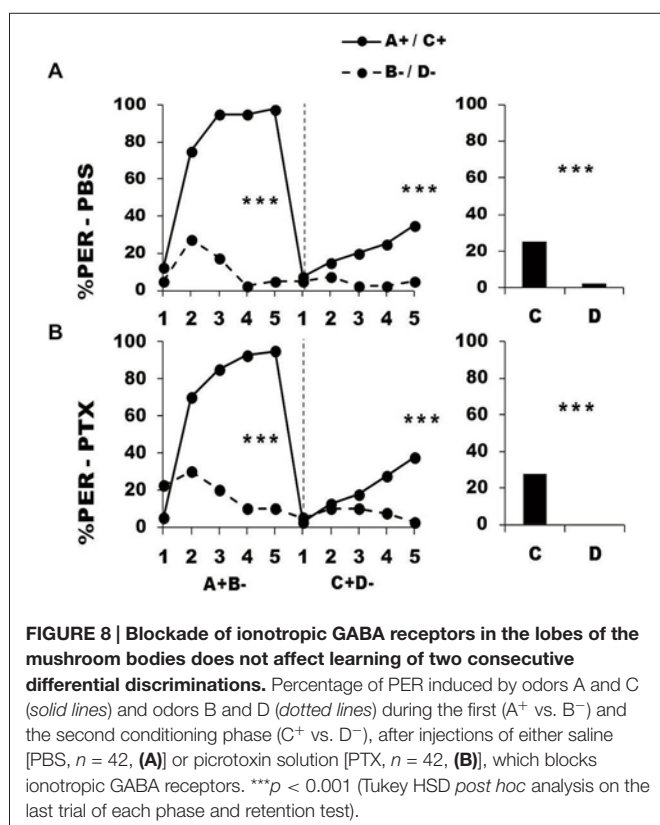 A+ / C+
B- / D-
A
100
80
60
40
20
0
%PER - PBS
***
***
1 2 3 4 5 1 2 3 4 5
100
80
60
40
20
0
***
C D
B
100
80
60
40
20
0
%PER - PTX
***
***
1 2 3 4 5 1 2 3 4 5
A+B- C+D-
100
80
60
40
20
0
***
C D
FIGURE 8 | Blockade of ionotropic GABA receptors in the lobes of the
mushroom bodies does not affect learning of two consecutive
differential discriminations. Percentage of PER induced by odors A and C
(solid lines) and odors B and D (dotted lines) during the first (A⁺ vs. B⁻) and
the second conditioning phase (C⁺ vs. D⁻), after injections of either saline
[PBS, n = 42, (A)] or picrotoxin solution [PTX, n = 42, (B)], which blocks
ionotropic GABA receptors. ***p < 0.001 (Tukey HSD post hoc analysis on the
last trial of each phase and retention test).